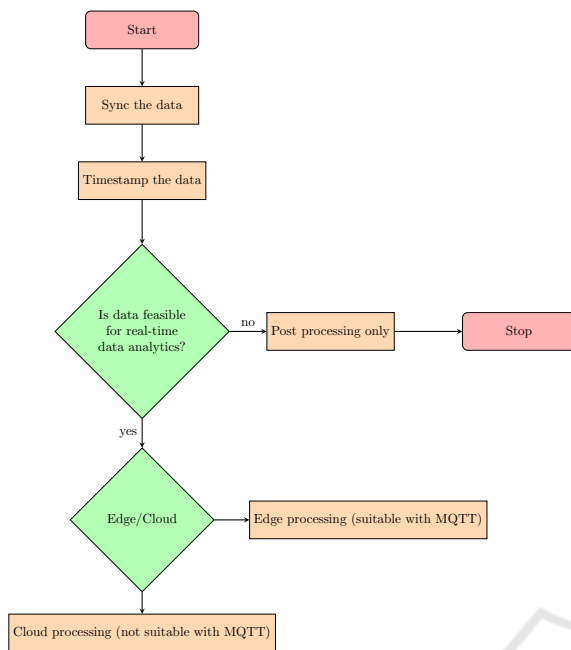 Start
Sync the data
Timestamp the data
Is data feasible
for real-time
data analytics?
no
Post processing only
Stop
yes
Edge/Cloud
Edge processing (suitable with MQTT)
Cloud processing (not suitable with MQTT)